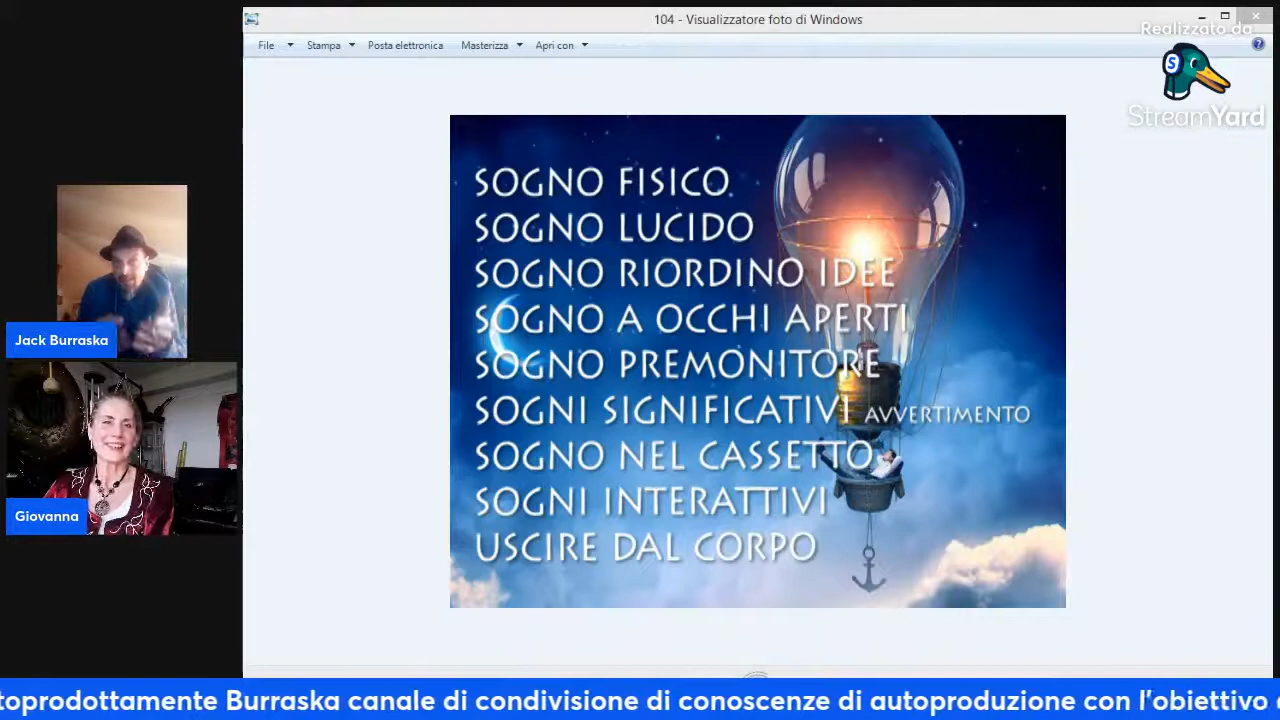 104 - Visualizzatore foto di Windows
File Stampa Posta elettronica Masterizza Apri con
Realizzato da
S
StreamYard
SOGNO FISICO
SOGNO LUCIDO
SOGNO RIORDINO IDEE
SOGNO A OCCHI APERTI
SOGNO PREMONITORE
SOGNI SIGNIFICATIVI AVVERTIMENTO
SOGNO NEL CASSETTO
SOGNI INTERATTIVI
USCIRE DAL CORPO
Jack Burraska
Giovanna
toprodottamente Burraska canale di condivisione di conoscenze di autoproduzione con l'obiettivo